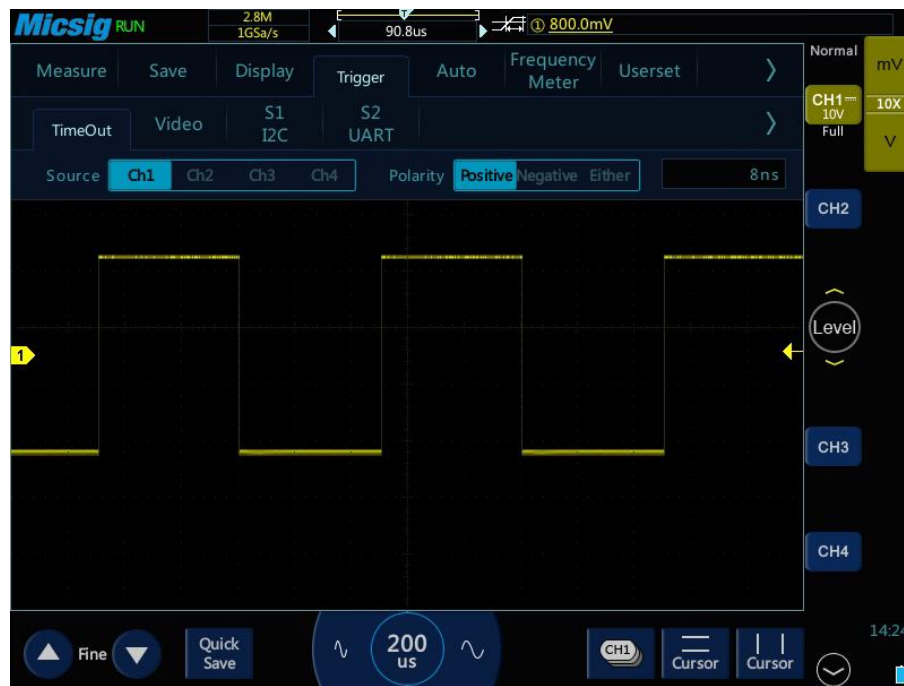 Micsig RUN
2.8M
1GSa/s
T
90.8us
① 800.0mV
Measure Save Display Trigger Auto Frequency Meter Userset
TimeOut Video S1 I2C S2 UART
Source Ch1 Ch2 Ch3 Ch4 Polarity Positive Negative Either 8ns
Normal
CH1 10V Full
mV
10X
V
CH2
1
Level
CH3
CH4
Fine
Quick Save
200 us
CH1
Cursor
Cursor
14:24